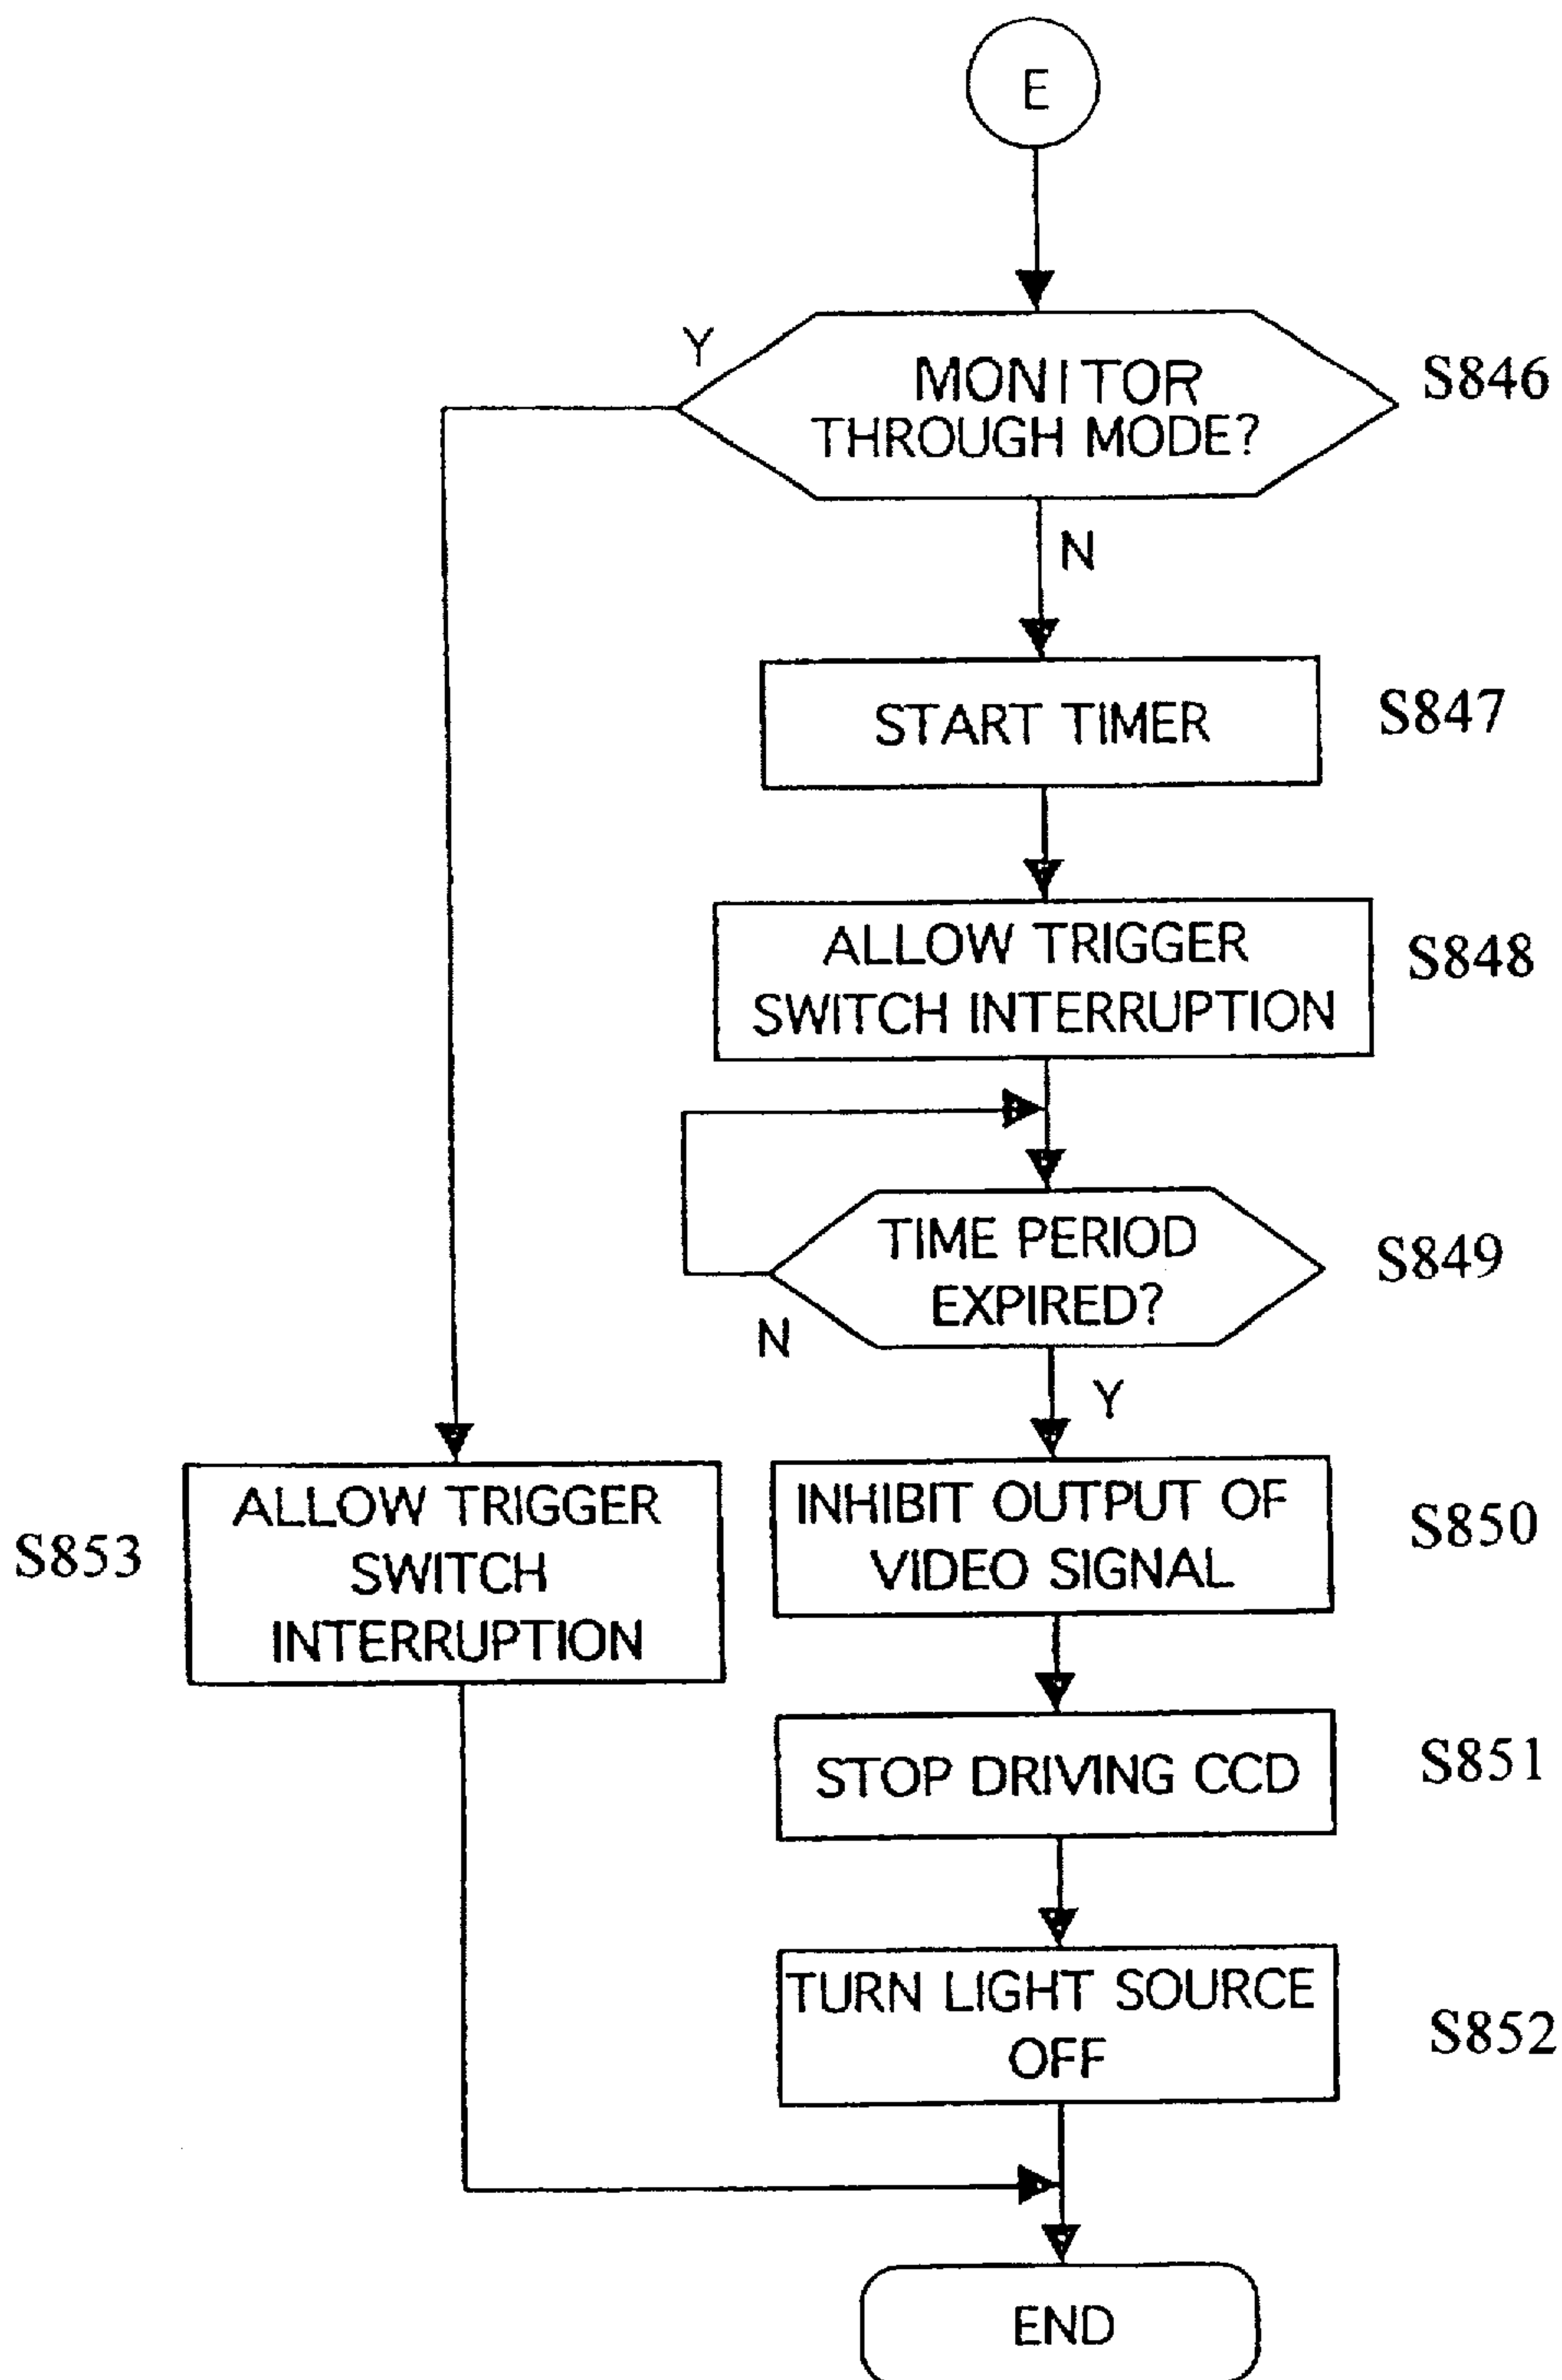 E
Y
MONITOR
THROUGH MODE?
S846
N
START TIMER
S847
ALLOW TRIGGER
SWITCH INTERRUPTION
S848
TIME PERIOD
EXPIRED?
S849
N
Y
S853
ALLOW TRIGGER
SWITCH
INTERRUPTION
INHIBIT OUTPUT OF
VIDEO SIGNAL
S850
STOP DRIVING CCD
S851
TURN LIGHT SOURCE
OFF
S852
END